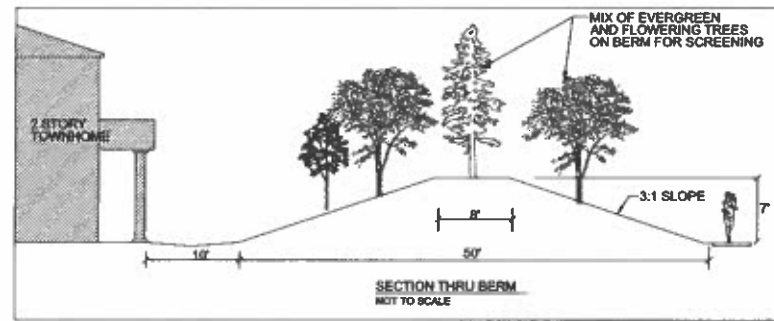 MIX OF EVERGREEN
AND FLOWERING TREES
ON BERM FOR SCREENING
2 STORY
TOWNHOME
3:1 SLOPE
7'
8'
10'
50'
SECTION THRU BERM
NOT TO SCALE